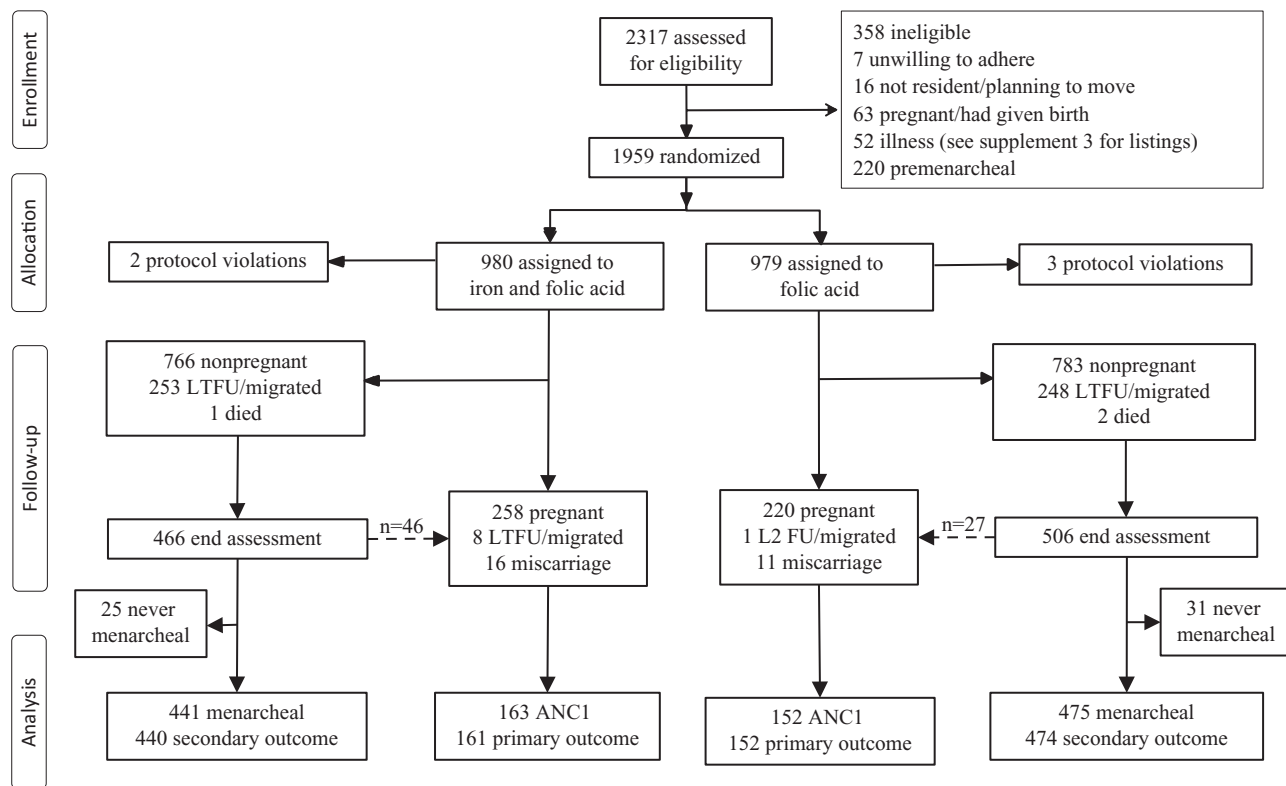 Enrollment
2317 assessed
for eligibility
358 ineligible
7 unwilling to adhere
16 not resident/planning to move
63 pregnant/had given birth
52 illness (see supplement 3 for listings)
220 premenarcheal
1959 randomized
Allocation
2 protocol violations
980 assigned to
iron and folic acid
979 assigned to
folic acid
3 protocol violations
Follow-up
766 nonpregnant
253 LTFU/migrated
1 died
783 nonpregnant
248 LTFU/migrated
2 died
466 end assessment
n=46
258 pregnant
8 LTFU/migrated
16 miscarriage
220 pregnant
1 L2 FU/migrated
11 miscarriage
n=27
506 end assessment
25 never
menarcheal
31 never
menarcheal
Analysis
441 menarcheal
440 secondary outcome
163 ANC1
161 primary outcome
152 ANC1
152 primary outcome
475 menarcheal
474 secondary outcome